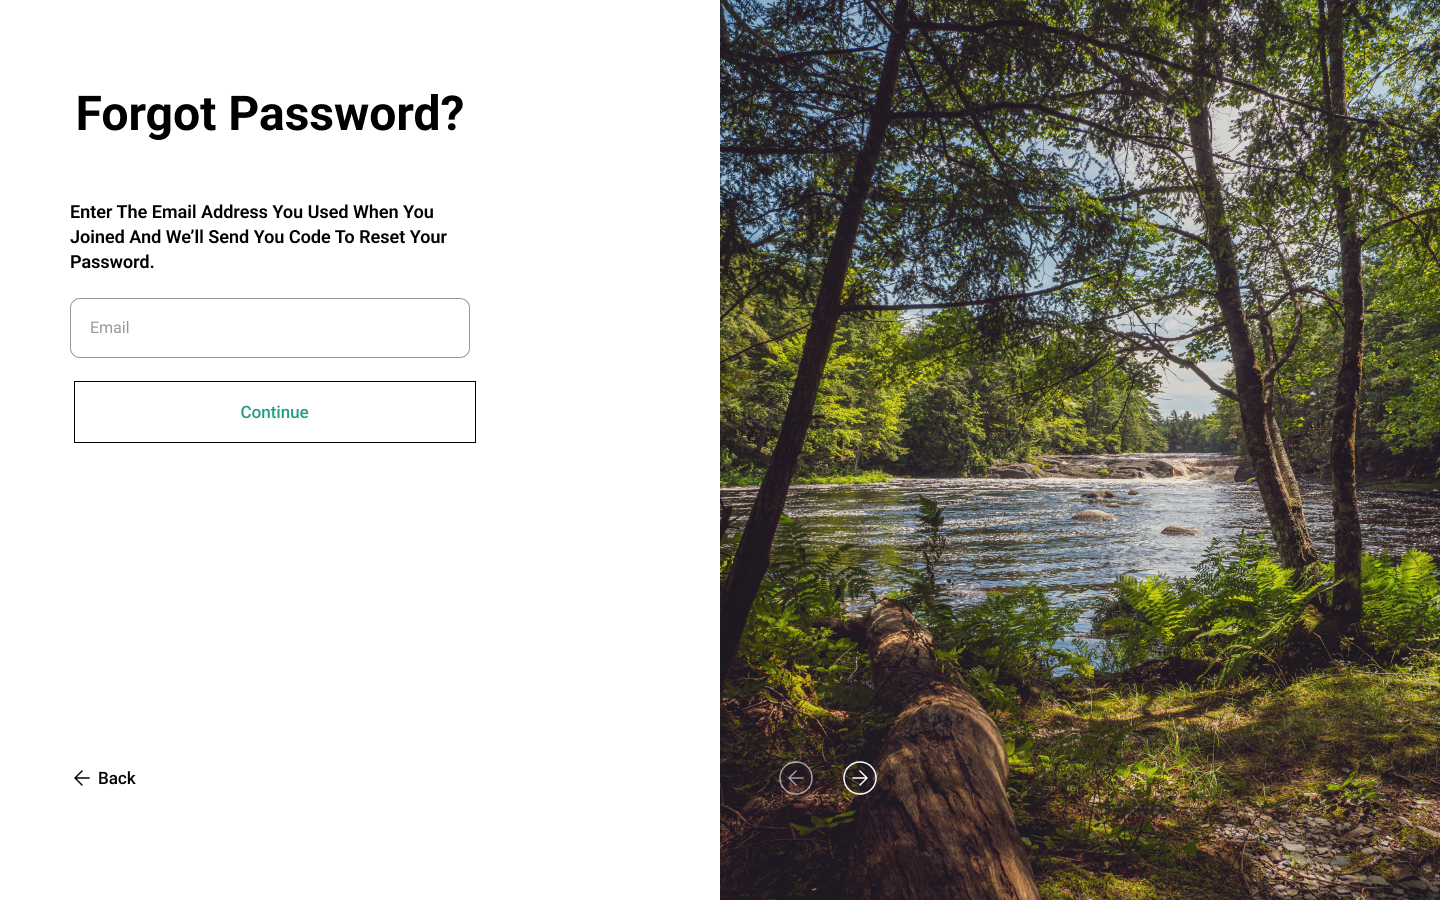 Forgot Password?
Enter The Email Address You Used When You
Joined And We’ll Send You Code To Reset Your
Password.
Email
Continue
Back